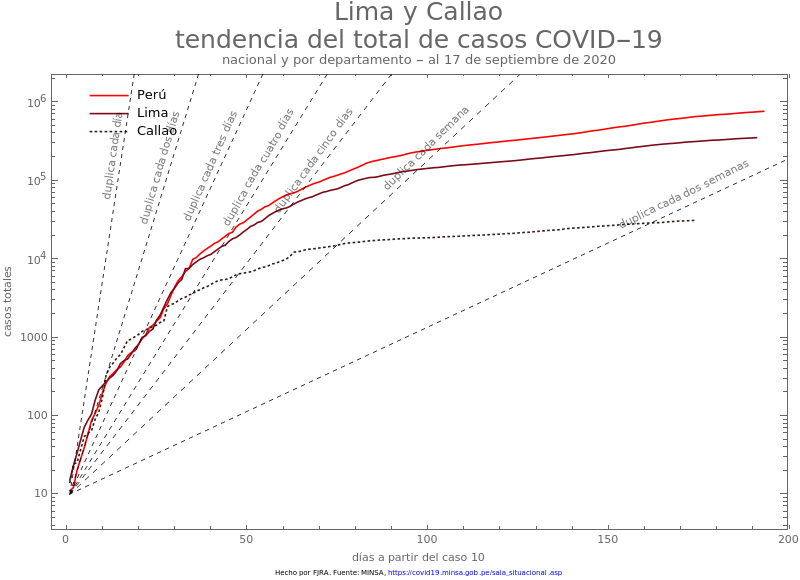 Lima y Callao
tendencia del total de casos COVID−19
nacional y por departamento − al 17 de septiembre de 2020
Perú
Lima
Callao
duplica cada día
duplica cada dos días
duplica cada tres días
duplica cada cuatro días
duplica cada cinco días
duplica cada semana
duplica cada dos semanas
casos totales
10⁶
10⁵
10⁴
1000
100
10
0 50 100 150 200
días a partir del caso 10
Hecho por FJRA. Fuente: MINSA, https://covid19.minsa.gob.pe/sala_situacional .asp